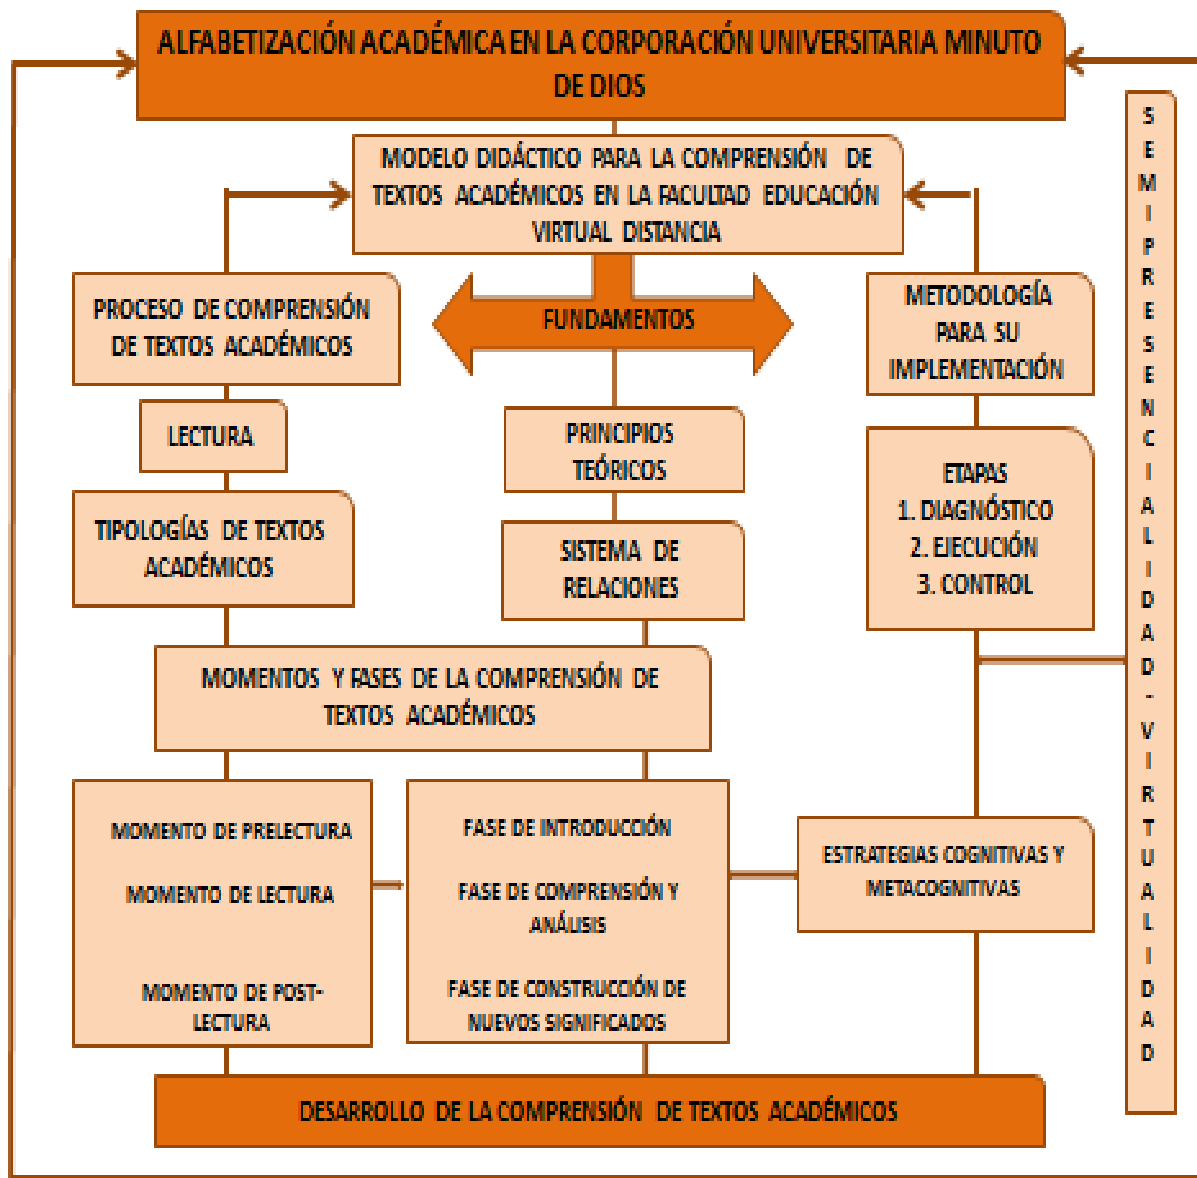 ALFABETIZACIÓN ACADÉMICA EN LA CORPORACIÓN UNIVERSITARIA MINUTO
DE DIOS
MODELO DIDÁCTICO PARA LA COMPRENSIÓN DE
TEXTOS ACADÉMICOS EN LA FACULTAD EDUCACIÓN
VIRTUAL DISTANCIA
PROCESO DE COMPRENSIÓN
DE TEXTOS ACADÉMICOS
LECTURA
TIPOLOGÍAS DE TEXTOS
ACADÉMICOS
FUNDAMENTOS
PRINCIPIOS
TEÓRICOS
SISTEMA DE
RELACIONES
METODOLOGÍA
PARA SU
IMPLEMENTACIÓN
ETAPAS
1. DIAGNÓSTICO
2. EJECUCIÓN
3. CONTROL
MOMENTOS Y FASES DE LA COMPRENSIÓN DE
TEXTOS ACADÉMICOS
MOMENTO DE PRELECTURA
MOMENTO DE LECTURA
MOMENTO DE POST-
LECTURA
FASE DE INTRODUCCIÓN
FASE DE COMPRENSIÓN Y
ANÁLISIS
FASE DE CONSTRUCCIÓN DE
NUEVOS SIGNIFICADOS
ESTRATEGIAS COGNITIVAS Y
METACOGNITIVAS
DESARROLLO DE LA COMPRENSIÓN DE TEXTOS ACADÉMICOS
SEMIPRESENCIALIDAD-VIRTUALIDAD